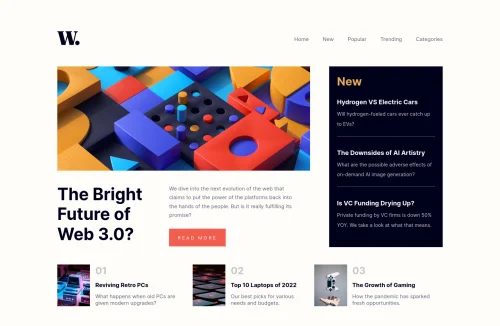 W.
Home New Popular Trending Categories
New
Hydrogen VS Electric Cars
Will hydrogen-fueled cars ever catch up
to EVs?
The Downsides of AI Artistry
What are the possible adverse effects of
on-demand AI image generation?
Is VC Funding Drying Up?
Private funding by VC firms is down 50%
YOY. We take a look at what that means.
The Bright
Future of
Web 3.0?
We dive into the next evolution of the web that
claims to put the power of the platforms back into
the hands of the people. But is it really fulfilling its
promise?
READ MORE
01
Reviving Retro PCs
What happens when old PCs are
given modern upgrades?
02
Top 10 Laptops of 2022
Our best picks for various
needs and budgets.
03
The Growth of Gaming
How the pandemic has sparked
fresh opportunities.